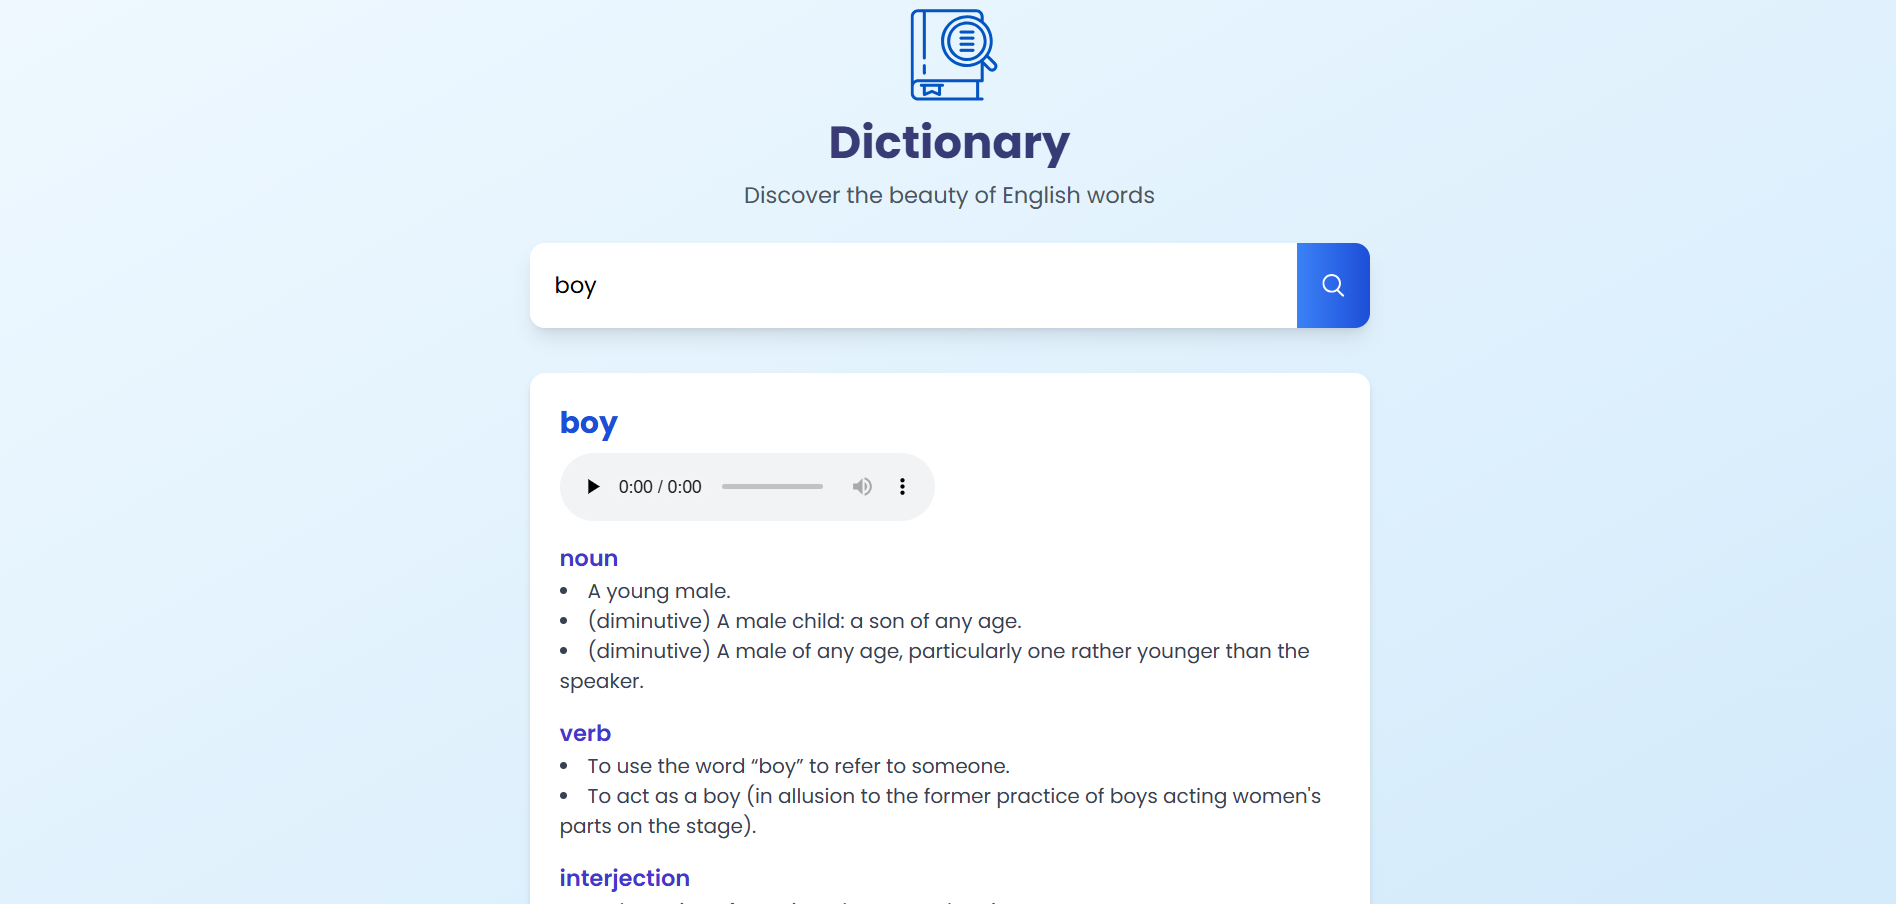 Dictionary
Discover the beauty of English words
boy
boy
0:00 / 0:00
noun
• A young male.
• (diminutive) A male child: a son of any age.
• (diminutive) A male of any age, particularly one rather younger than the
speaker.
verb
• To use the word “boy” to refer to someone.
• To act as a boy (in allusion to the former practice of boys acting women's
parts on the stage).
interjection